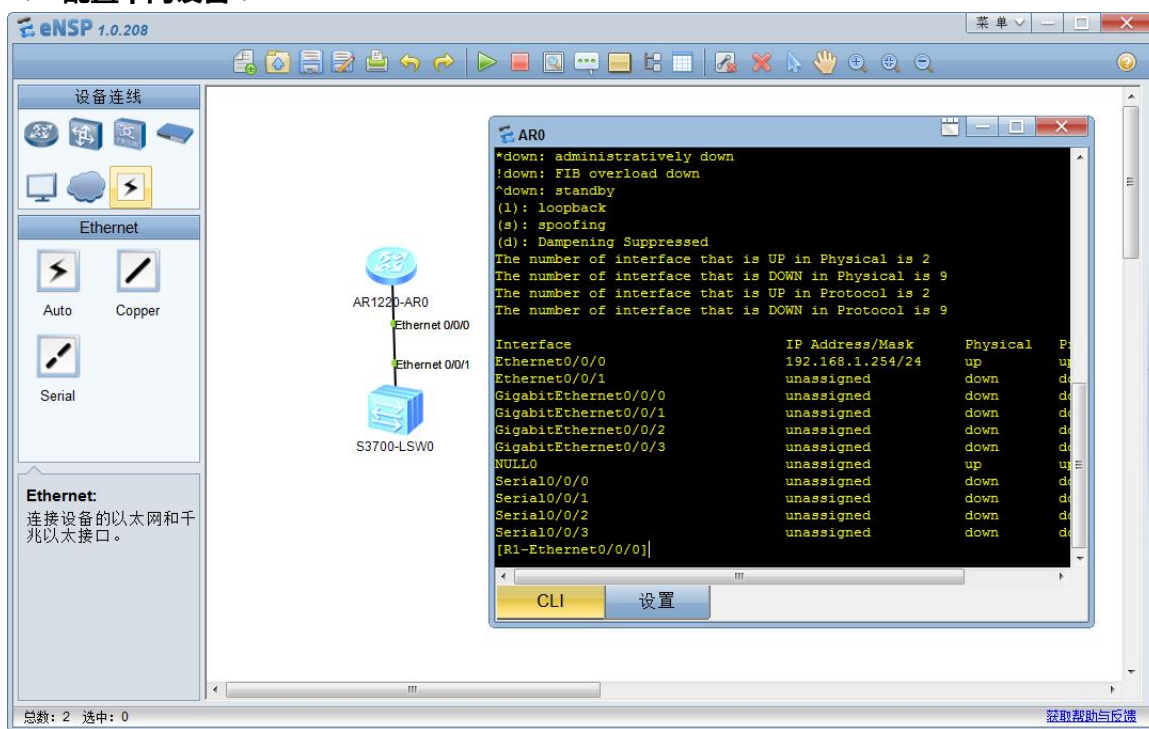 eNSP 1.0.208
菜 单
设备连线
Ethernet
Auto
Copper
Serial
Ethernet:
连接设备的以太网和千
兆以太接口。
AR1220-AR0
Ethernet 0/0/0
Ethernet 0/0/1
S3700-LSW0
AR0
*down: administratively down
!down: FIB overload down
^down: standby
(l): loopback
(s): spoofing
(d): Dampening Suppressed
The number of interface that is UP in Physical is 2
The number of interface that is DOWN in Physical is 9
The number of interface that is UP in Protocol is 2
The number of interface that is DOWN in Protocol is 9
Interface IP Address/Mask Physical
Ethernet0/0/0 192.168.1.254/24 up up
Ethernet0/0/1 unassigned down
GigabitEthernet0/0/0 unassigned down
GigabitEthernet0/0/1 unassigned down
GigabitEthernet0/0/2 unassigned down
GigabitEthernet0/0/3 unassigned down
NULL0 unassigned up up
Serial0/0/0 unassigned down
Serial0/0/1 unassigned down
Serial0/0/2 unassigned down
Serial0/0/3 unassigned down
[R1-Ethernet0/0/0]
CLI
设置
总数: 2 选中: 0
获取帮助与反馈